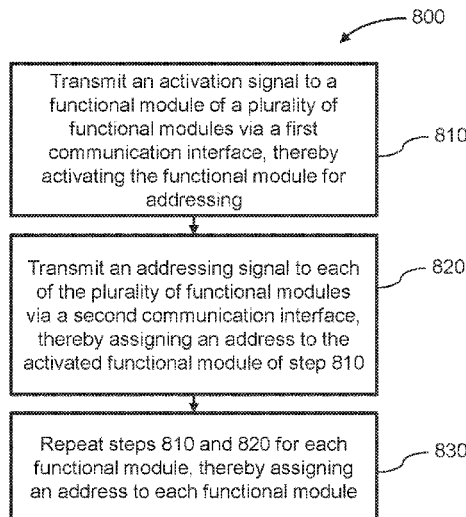 800
Transmit an activation signal to a
functional module of a plurality of
functional modules via a first
communication interface, thereby
activating the functional module for
addressing
810
Transmit an addressing signal to each
of the plurality of functional modules
via a second communication interface,
thereby assigning an address to the
activated functional module of step 810
820
Repeat steps 810 and 820 for each
functional module, thereby assigning
an address to each functional module
830